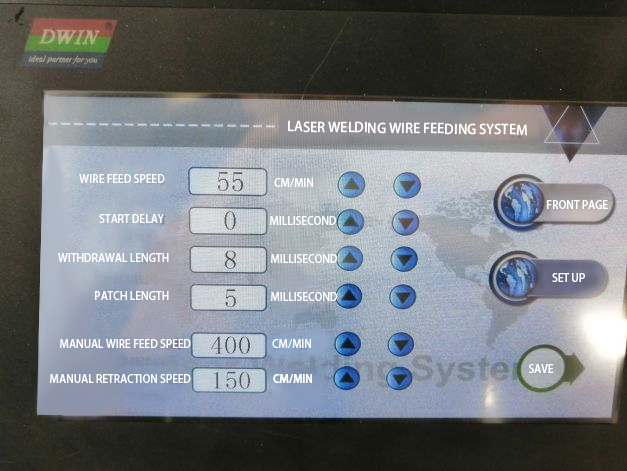 DWIN®
ideal partner for you
LASER WELDING WIRE FEEDING SYSTEM
WIRE FEED SPEED 55 CM/MIN
FRONT PAGE
START DELAY 0 MILLISECOND
WITHDRAWAL LENGTH 8 MILLISECOND
SET UP
PATCH LENGTH 5 MILLISECOND
MANUAL WIRE FEED SPEED 400 CM/MIN
Welding System
SAVE
MANUAL RETRACTION SPEED 150 CM/MIN